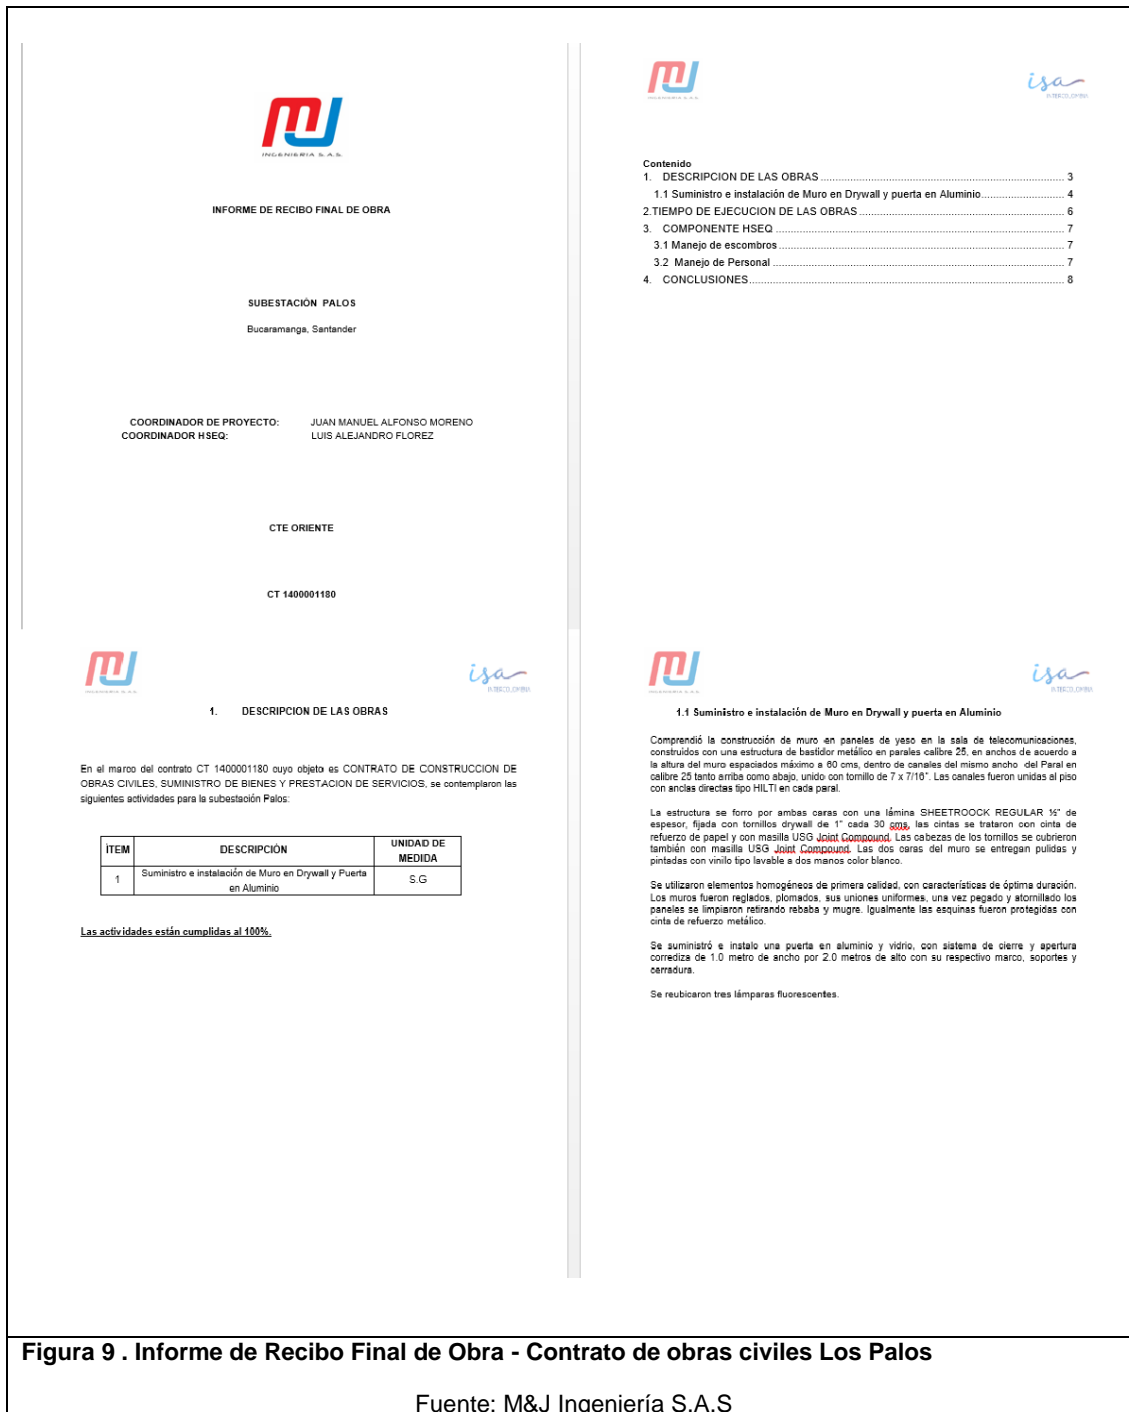 INGENIERIA S.A.S.
INFORME DE RECIBO FINAL DE OBRA
SUBESTACIÓN PALOS
Bucaramanga, Santander
COORDINADOR DE PROYECTO: JUAN MANUEL ALFONSO MORENO
COORDINADOR HSEQ: LUIS ALEJANDRO FLOREZ
CTE ORIENTE
CT 1400001180
INGENIERIA S.A.S.
isa
INTERCOLOMBIA
Contenido
1. DESCRIPCION DE LAS OBRAS 3
1.1 Suministro e instalación de Muro en Drywall y puerta en Aluminio 4
2.TIEMPO DE EJECUCION DE LAS OBRAS 6
3. COMPONENTE HSEQ 7
3.1 Manejo de escombros 7
3.2 Manejo de Personal 7
4. CONCLUSIONES 8
INGENIERIA S.A.S.
isa
INTERCOLOMBIA
1. DESCRIPCION DE LAS OBRAS
En el marco del contrato CT 1400001180 cuyo objeto es CONTRATO DE CONSTRUCCION DE
OBRAS CIVILES, SUMINISTRO DE BIENES Y PRESTACION DE SERVICIOS, se contemplaron las
siguientes actividades para la subestación Palos:
ÌTEM DESCRIPCIÓN UNIDAD DE MEDIDA
1 Suministro e instalación de Muro en Drywall y Puerta en Aluminio S.G
Las actividades están cumplidas al 100%.
INGENIERIA S.A.S.
isa
INTERCOLOMBIA
1.1 Suministro e instalación de Muro en Drywall y puerta en Aluminio
Comprendió la construcción de muro en paneles de yeso en la sala de telecomunicaciones,
construidos con una estructura de bastidor metálico en parales calibre 25, en anchos de acuerdo a
la altura del muro espaciados máximo a 60 cms, dentro de canales del mismo ancho del Paral en
calibre 25 tanto arriba como abajo, unido con tornillo de 7 x 7/16". Las canales fueron unidas al piso
con anclas directas tipo HILTI en cada paral.
La estructura se forro por ambas caras con una lámina SHEETROOCK REGULAR ½" de
espesor, fijada con tornillos drywall de 1" cada 30 cms, las cintas se trataron con cinta de
refuerzo de papel y con masilla USG Joint Compound. Las cabezas de los tornillos se cubrieron
también con masilla USG Joint Compound. Las dos caras del muro se entregan pulidas y
pintadas con vinilo tipo lavable a dos manos color blanco.
Se utilizaron elementos homogéneos de primera calidad, con características de óptima duración.
Los muros fueron reglados, plomados, sus uniones uniformes, una vez pegado y atornillado los
paneles se limpiaron retirando rebaba y mugre. Igualmente las esquinas fueron protegidas con
cinta de refuerzo metálico.
Se suministró e instalo una puerta en aluminio y vidrio, con sistema de cierre y apertura
corrediza de 1.0 metro de ancho por 2.0 metros de alto con su respectivo marco, soportes y
cerradura.
Se reubicaron tres lámparas fluorescentes.
Figura 9 . Informe de Recibo Final de Obra - Contrato de obras civiles Los Palos
Fuente: M&J Ingeniería S.A.S